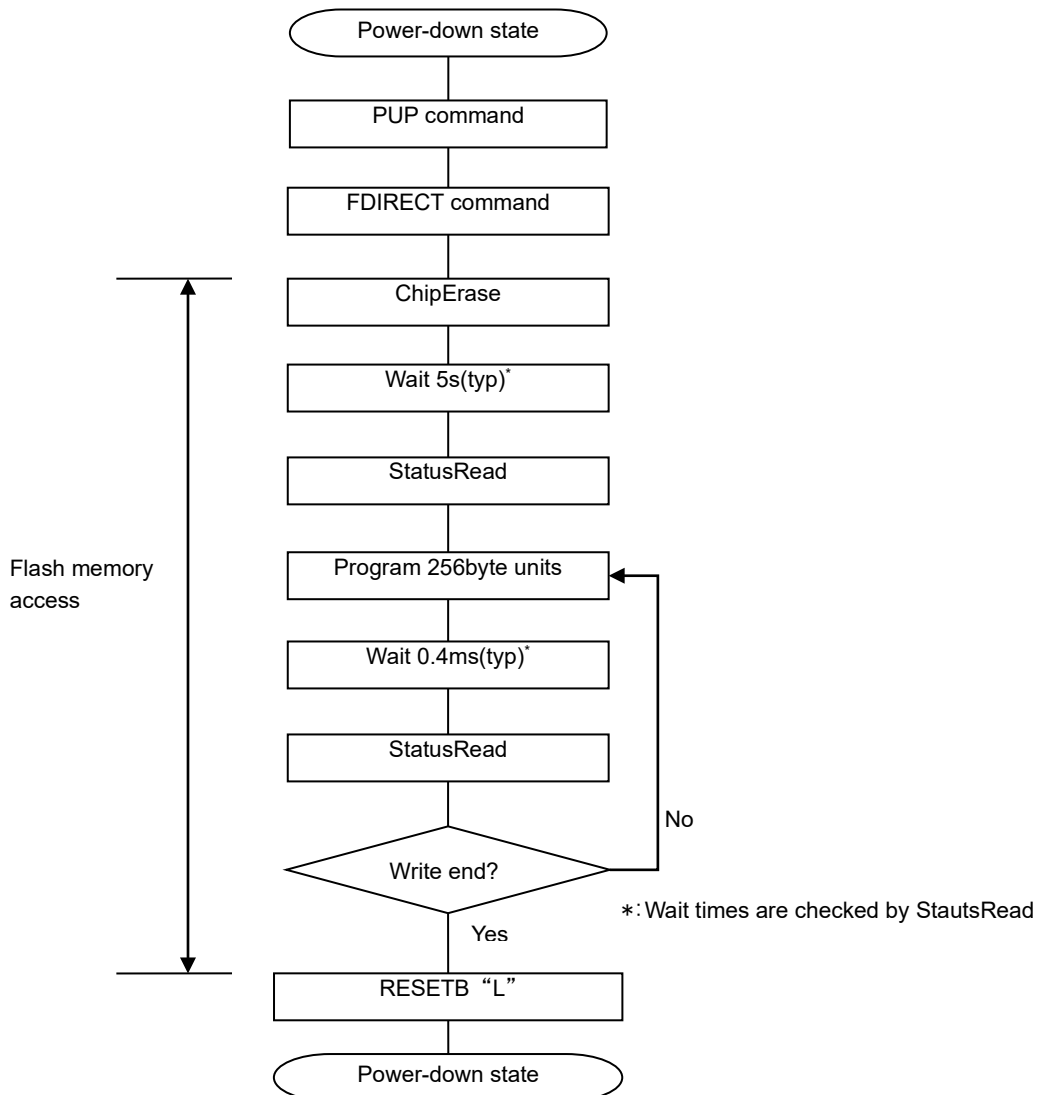 Power-down state
PUP command
FDIRECT command
ChipErase
Wait 5s(typ)*
StatusRead
Program 256byte units
Flash memory
access
Wait 0.4ms(typ)*
StatusRead
No
Write end?
*:Wait times are checked by StautsRead
Yes
RESETB “L”
Power-down state